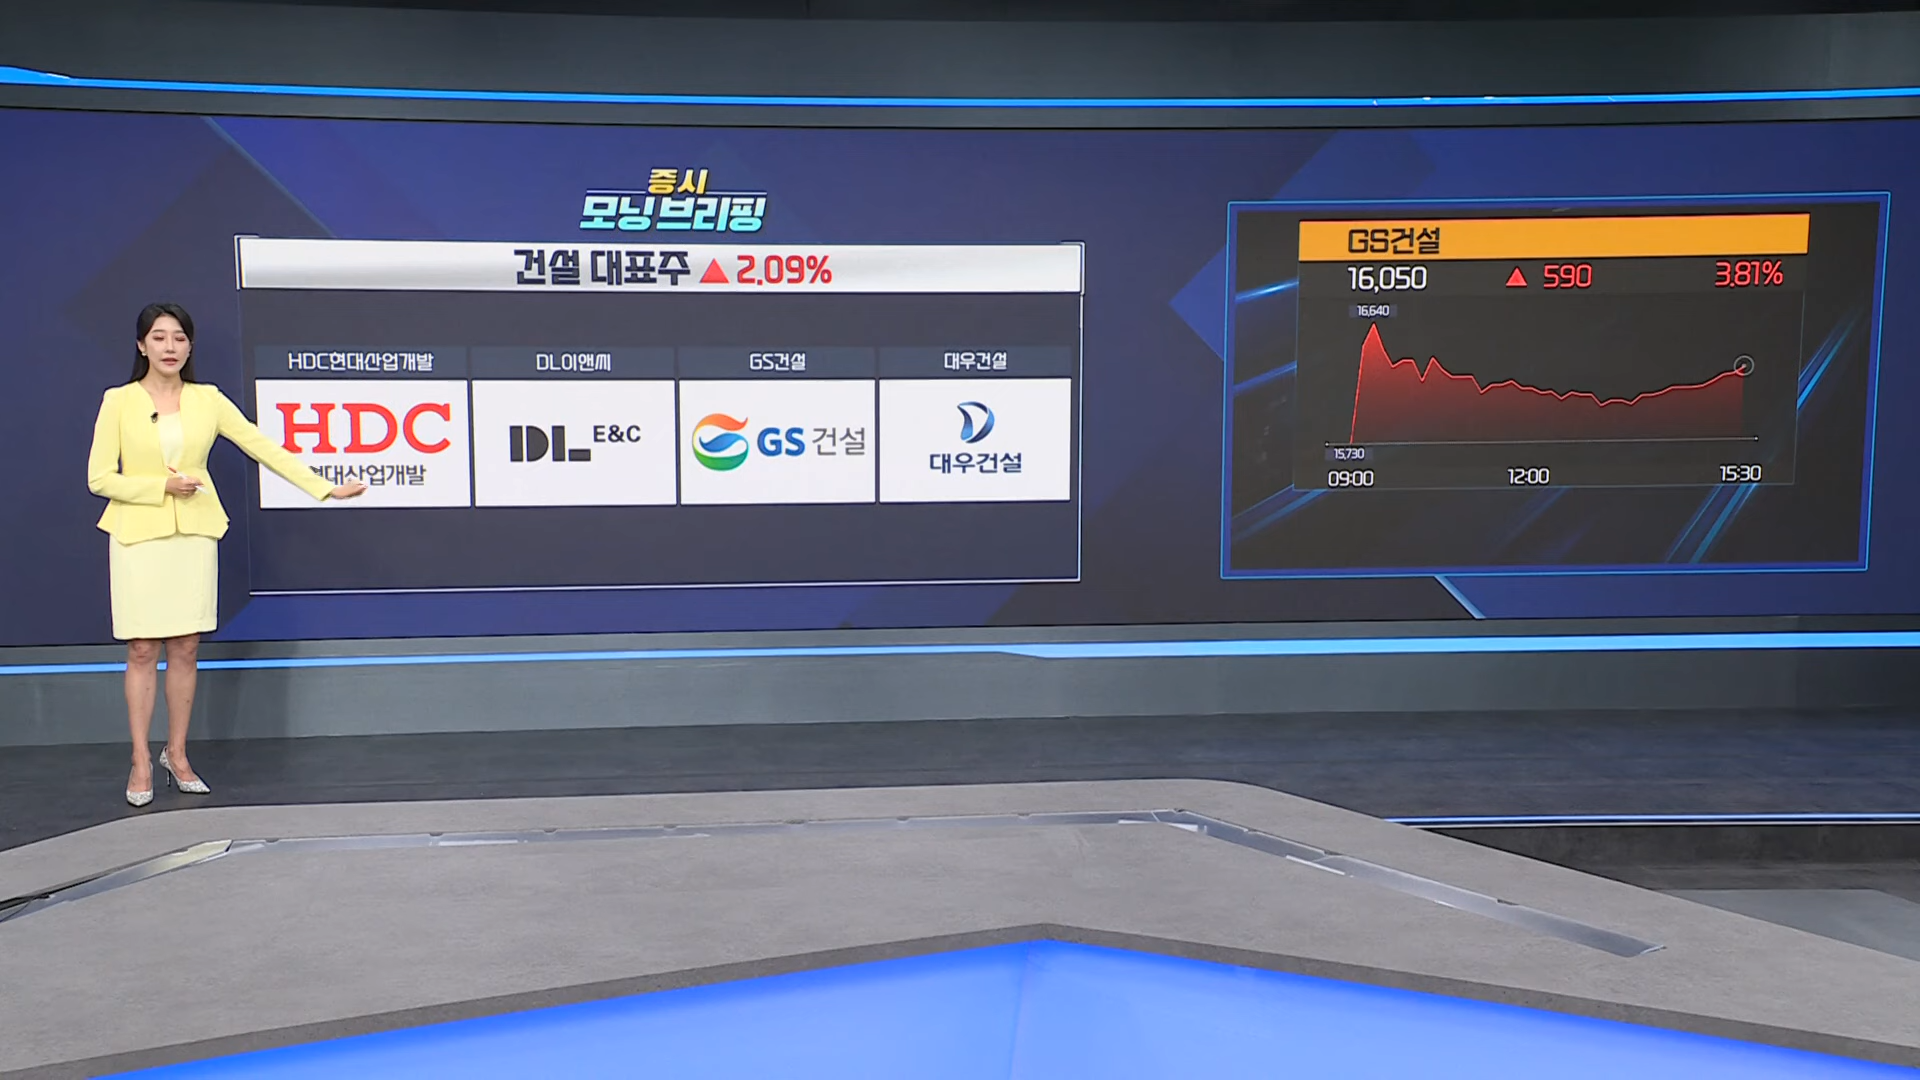 증시
모닝 브리핑
건설 대표주 ▲ 2.09%
HDC현대산업개발
DL이앤씨
GS건설
대우건설
HDC
현대산업개발
DL E&C
GS 건설
대우건설
GS건설
16,050 ▲ 590 3.81%
16,640
15,730
09:00 12:00 15:30